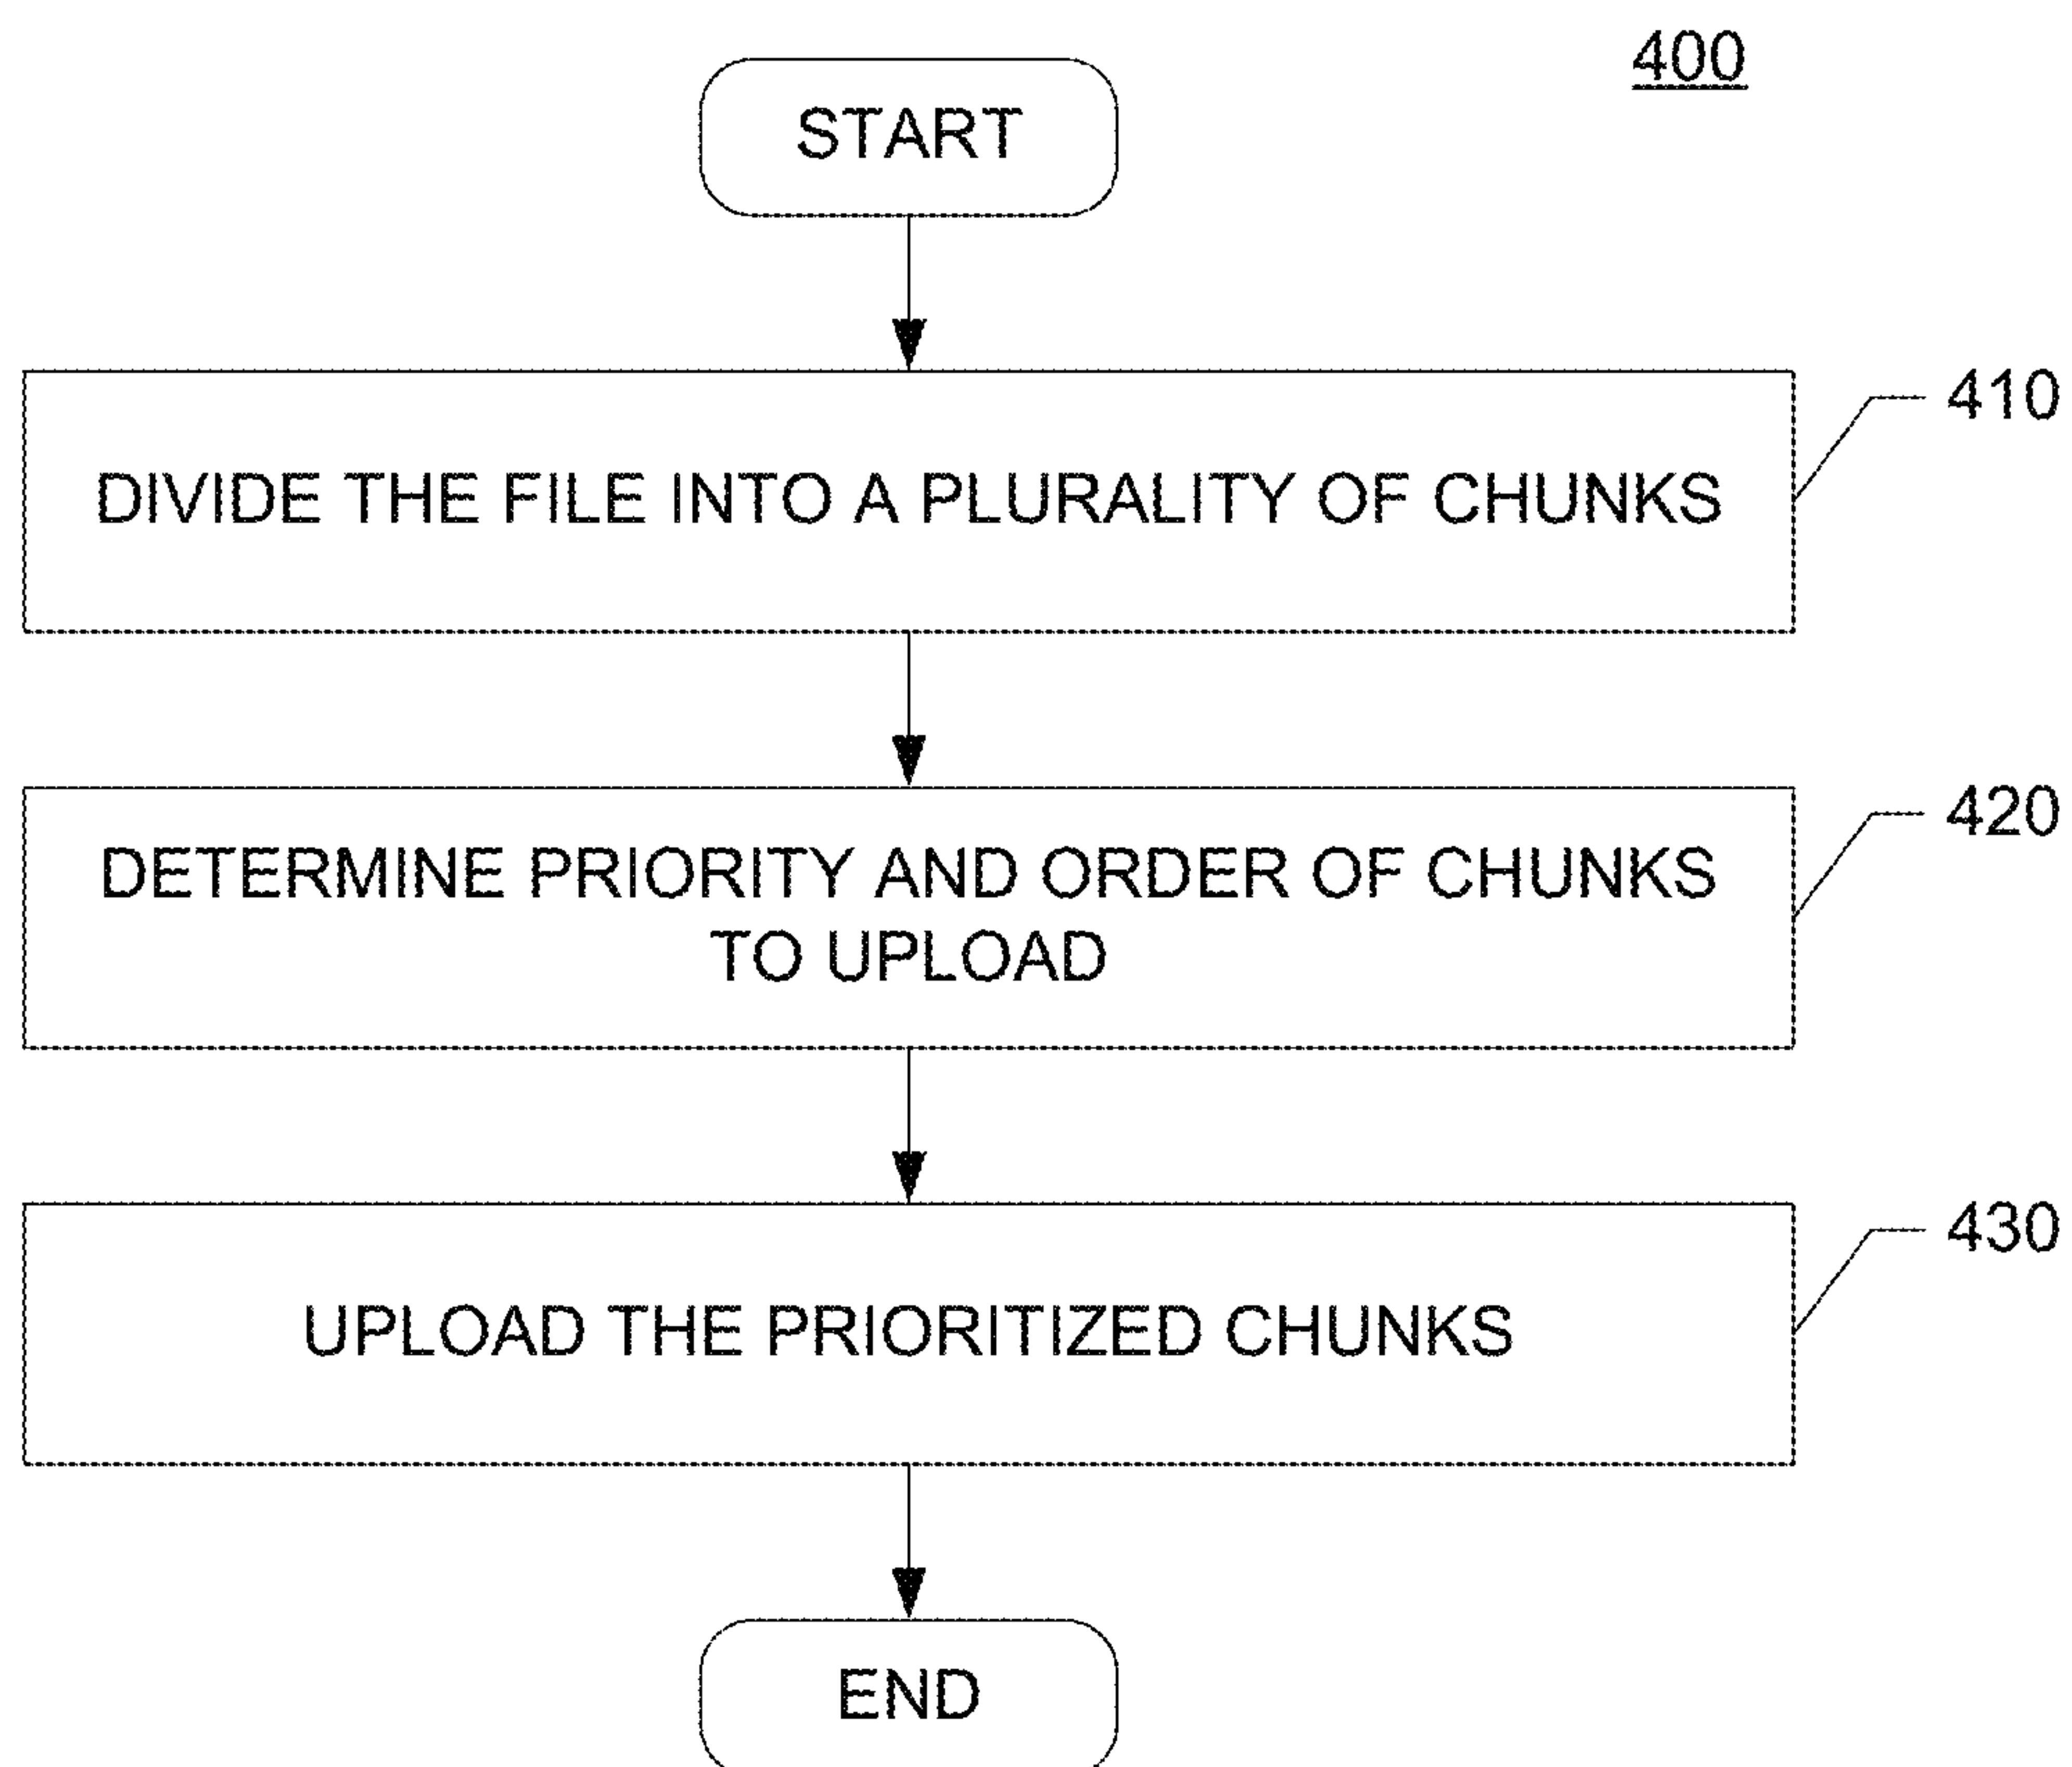 400
START
DIVIDE THE FILE INTO A PLURALITY OF CHUNKS
410
DETERMINE PRIORITY AND ORDER OF CHUNKS
TO UPLOAD
420
UPLOAD THE PRIORITIZED CHUNKS
430
END